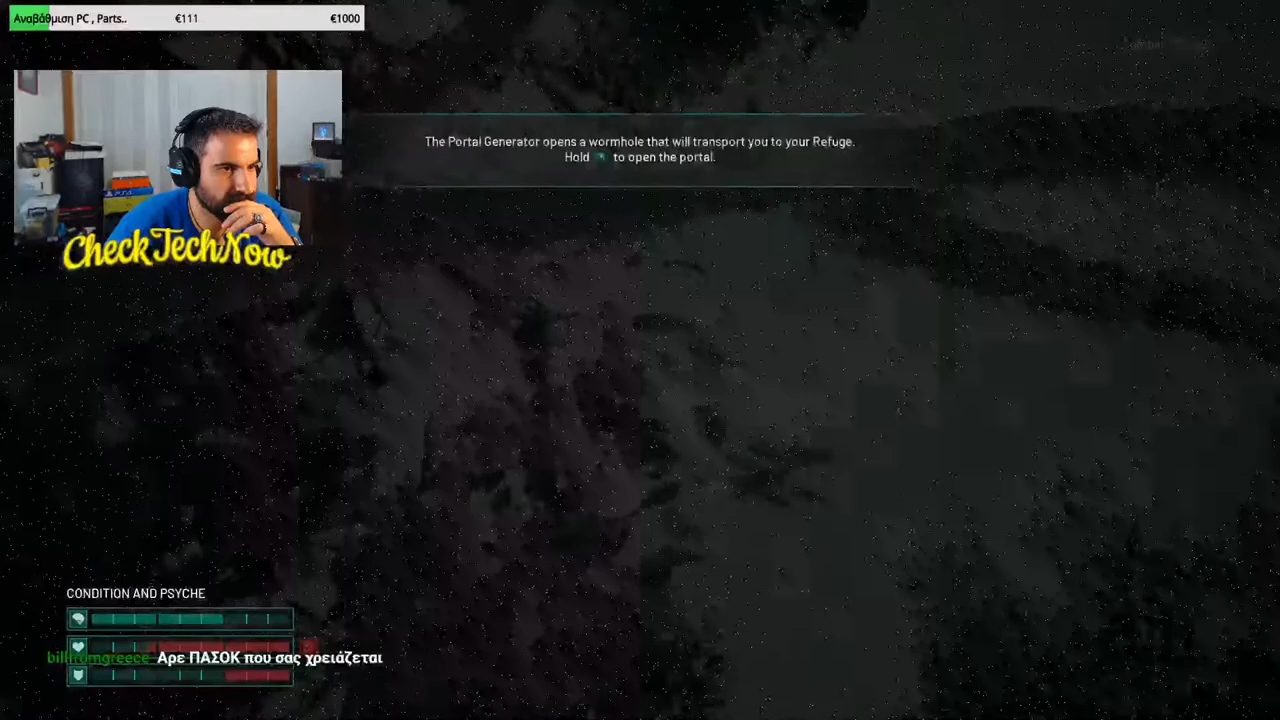 Αναβάθμιση PC , Parts.. €111 €1000
The Portal Generator opens a wormhole that will transport you to your Refuge.
Hold to open the portal.
CheckTechNow
CONDITION AND PSYCHE
billfromgreece Αρε ΠΑΣΟΚ που σας χρειάζεται